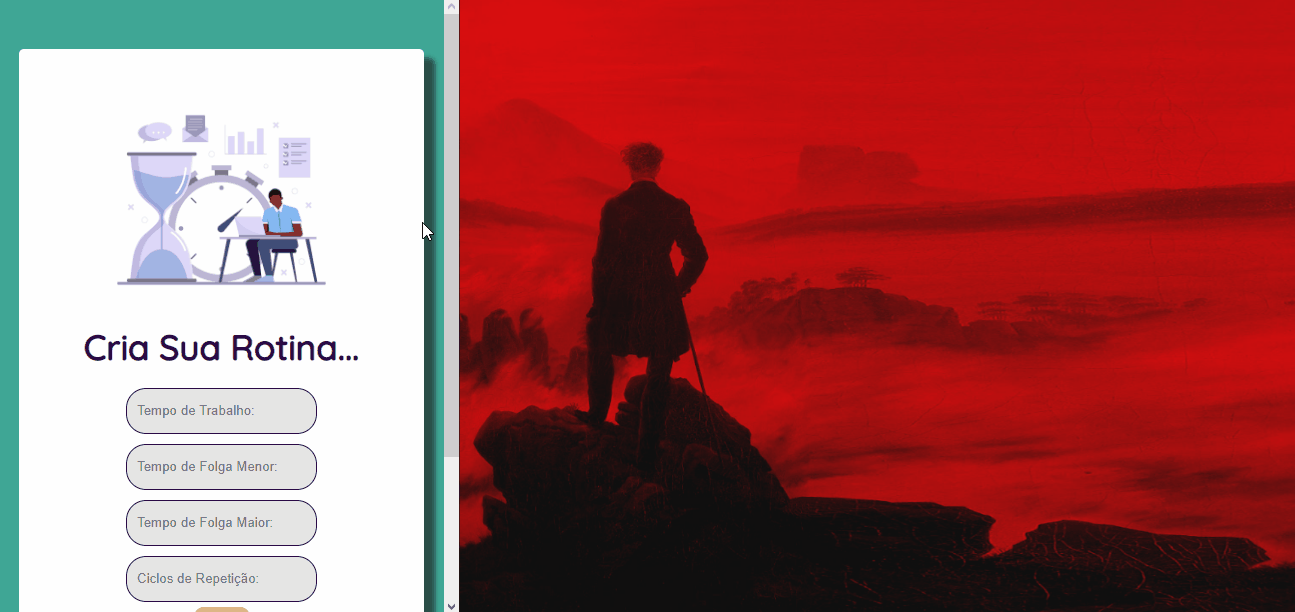 Cria Sua Rotina...
Tempo de Trabalho:
Tempo de Folga Menor:
Tempo de Folga Maior:
Ciclos de Repetição: